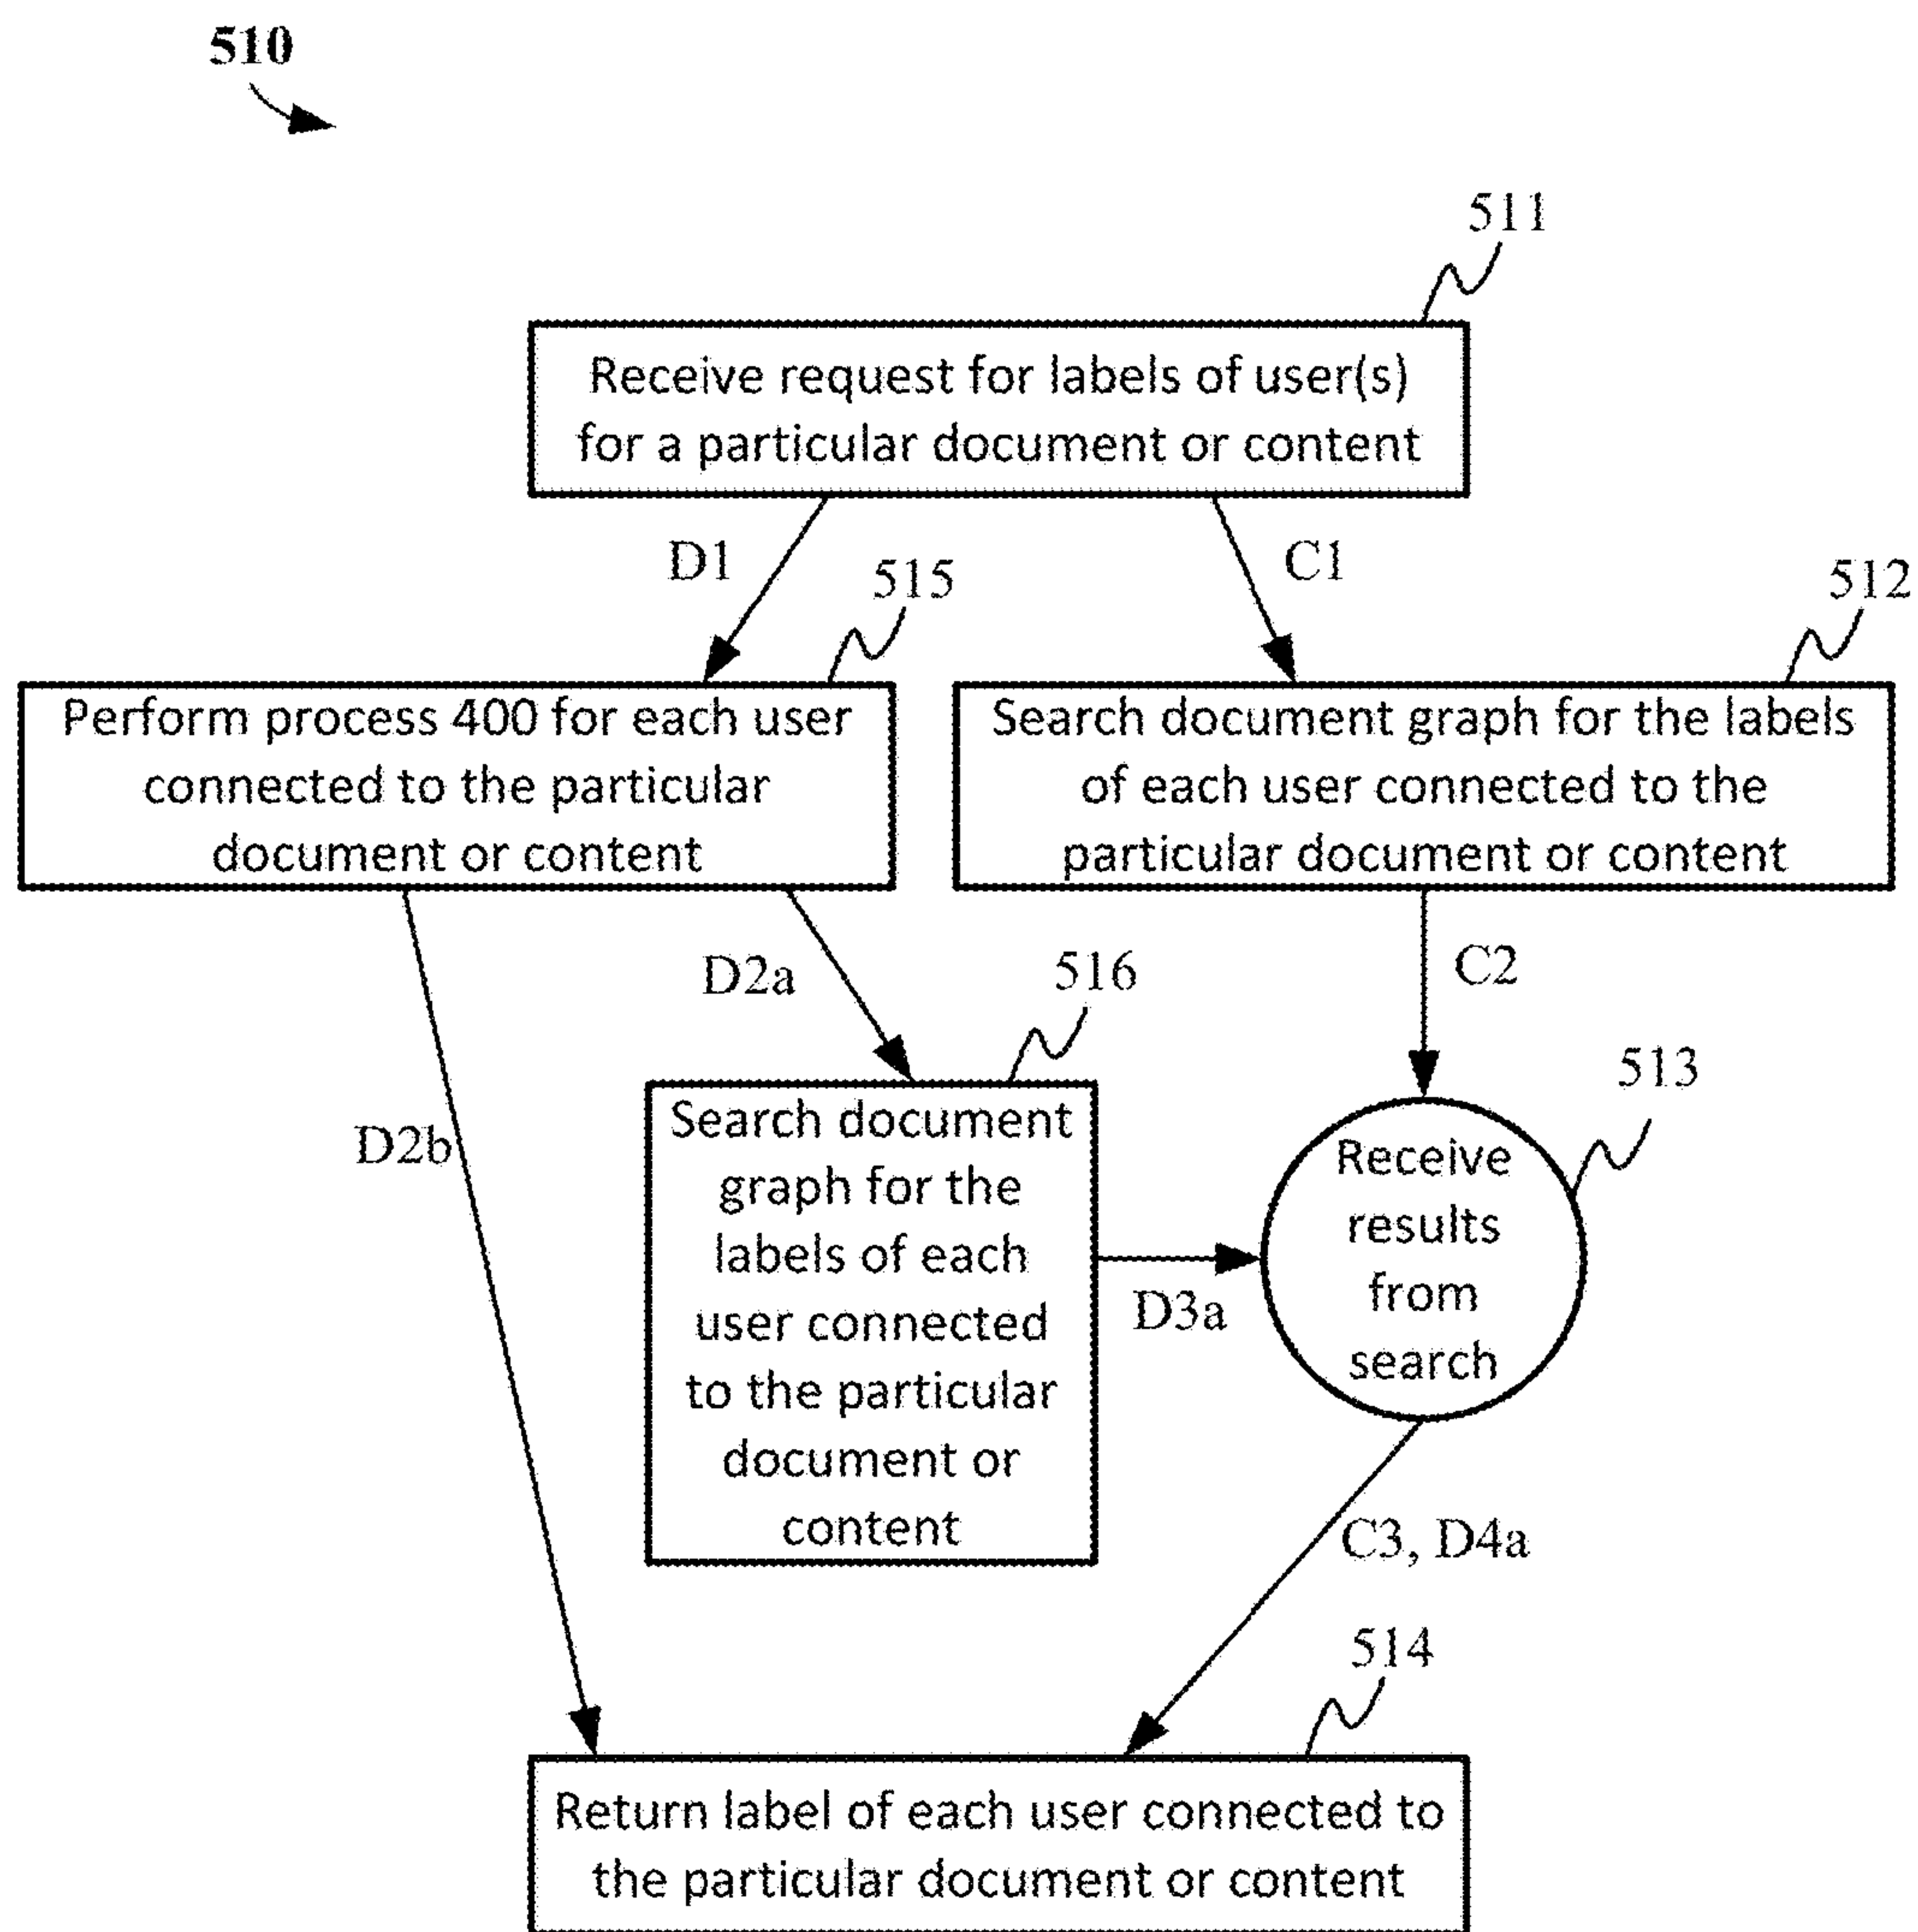 510
511
Receive request for labels of user(s)
for a particular document or content
D1
C1
515
512
Perform process 400 for each user
connected to the particular
document or content
Search document graph for the labels
of each user connected to the
particular document or content
D2a
C2
516
513
D2b
Search document
graph for the
labels of each
user connected
to the particular
document or
content
D3a
Receive
results
from
search
C3, D4a
514
Return label of each user connected to
the particular document or content